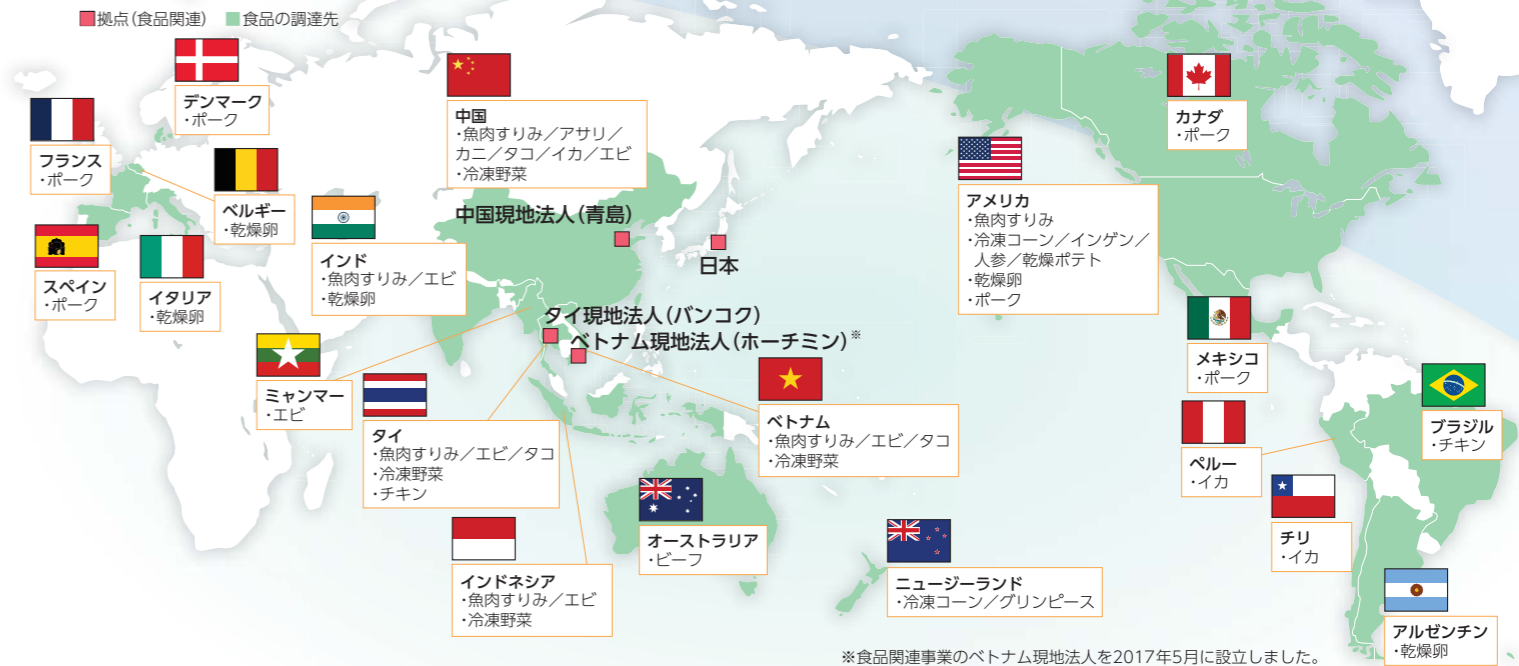 拠点(食品関連) 食品の調達先
デンマーク
・ポーク
フランス
・ポーク
ベルギー
・乾燥卵
スペイン
・ポーク
イタリア
・乾燥卵
中国
・魚肉すりみ/アサリ/
カニ/タコ/イカ/エビ
・冷凍野菜
中国現地法人(青島)
日本
インド
・魚肉すりみ/エビ
・乾燥卵
タイ現地法人(バンコク)
ベトナム現地法人(ホーチミン)※
ミャンマー
・エビ
タイ
・魚肉すりみ/エビ/タコ
・冷凍野菜
・チキン
ベトナム
・魚肉すりみ/エビ/タコ
・冷凍野菜
インドネシア
・魚肉すりみ/エビ
・冷凍野菜
オーストラリア
・ビーフ
ニュージーランド
・冷凍コーン/グリンピース
カナダ
・ポーク
アメリカ
・魚肉すりみ
・冷凍コーン/インゲン/
人参/乾燥ポテト
・乾燥卵
・ポーク
メキシコ
・ポーク
ブラジル
・チキン
ペルー
・イカ
チリ
・イカ
アルゼンチン
・乾燥卵
※食品関連事業のベトナム現地法人を2017年5月に設立しました。